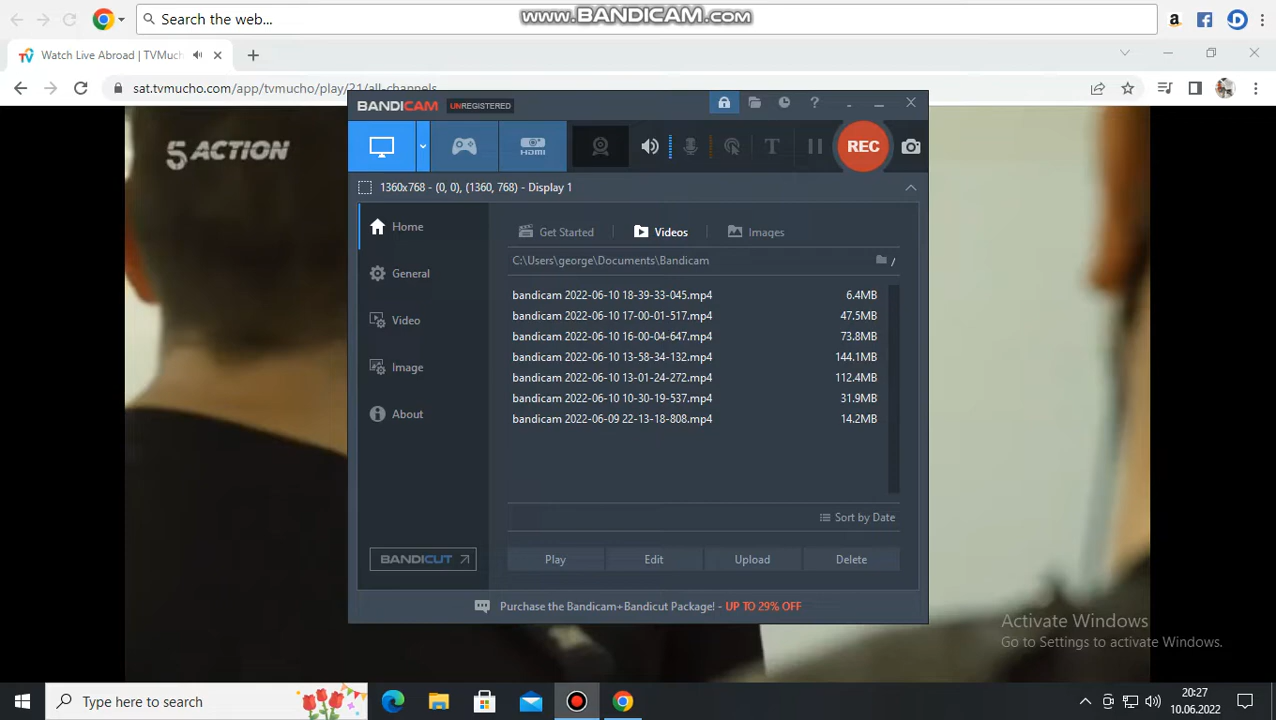 Search the web...
www.BANDICAM.com
Watch Live Abroad | TVMuch
sat.tvmucho.com/app/tvmucho/play/21/all-channels
5 ACTION
BANDICAM UNREGISTERED
HDMI
T
REC
1360x768 - (0, 0), (1360, 768) - Display 1
Home
General
Video
Image
About
BANDICUT
Get Started
Videos
Images
C:\Users\george\Documents\Bandicam
/
bandicam 2022-06-10 18-39-33-045.mp4 6.4MB
bandicam 2022-06-10 17-00-01-517.mp4 47.5MB
bandicam 2022-06-10 16-00-04-647.mp4 73.8MB
bandicam 2022-06-10 13-58-34-132.mp4 144.1MB
bandicam 2022-06-10 13-01-24-272.mp4 112.4MB
bandicam 2022-06-10 10-30-19-537.mp4 31.9MB
bandicam 2022-06-09 22-13-18-808.mp4 14.2MB
Sort by Date
Play Edit Upload Delete
Purchase the Bandicam+Bandicut Package! - UP TO 29% OFF
Activate Windows
Go to Settings to activate Windows.
Type here to search
20:27
10.06.2022